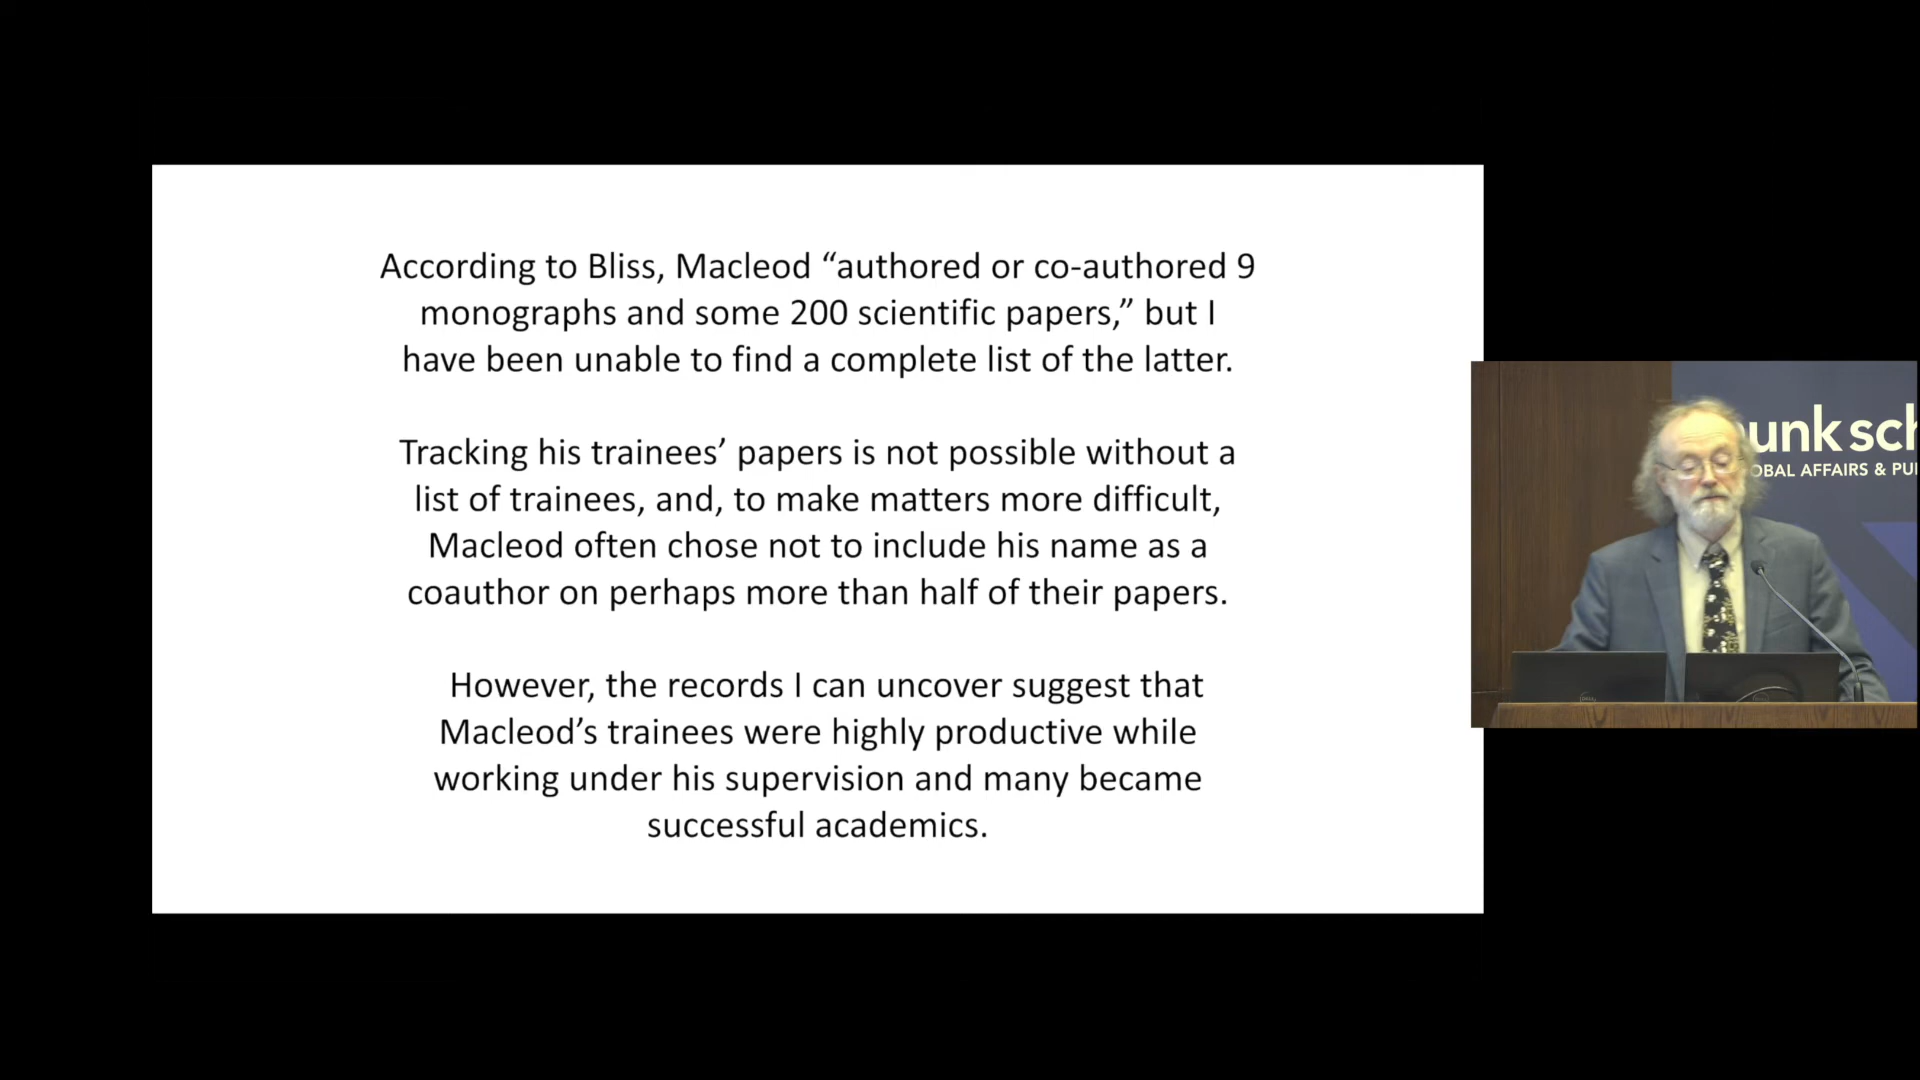 According to Bliss, Macleod “authored or co-authored 9
monographs and some 200 scientific papers,” but I
have been unable to find a complete list of the latter.
Tracking his trainees’ papers is not possible without a
list of trainees, and, to make matters more difficult,
Macleod often chose not to include his name as a
coauthor on perhaps more than half of their papers.
However, the records I can uncover suggest that
Macleod’s trainees were highly productive while
working under his supervision and many became
successful academics.
unk sch
OBAL AFFAIRS & PU